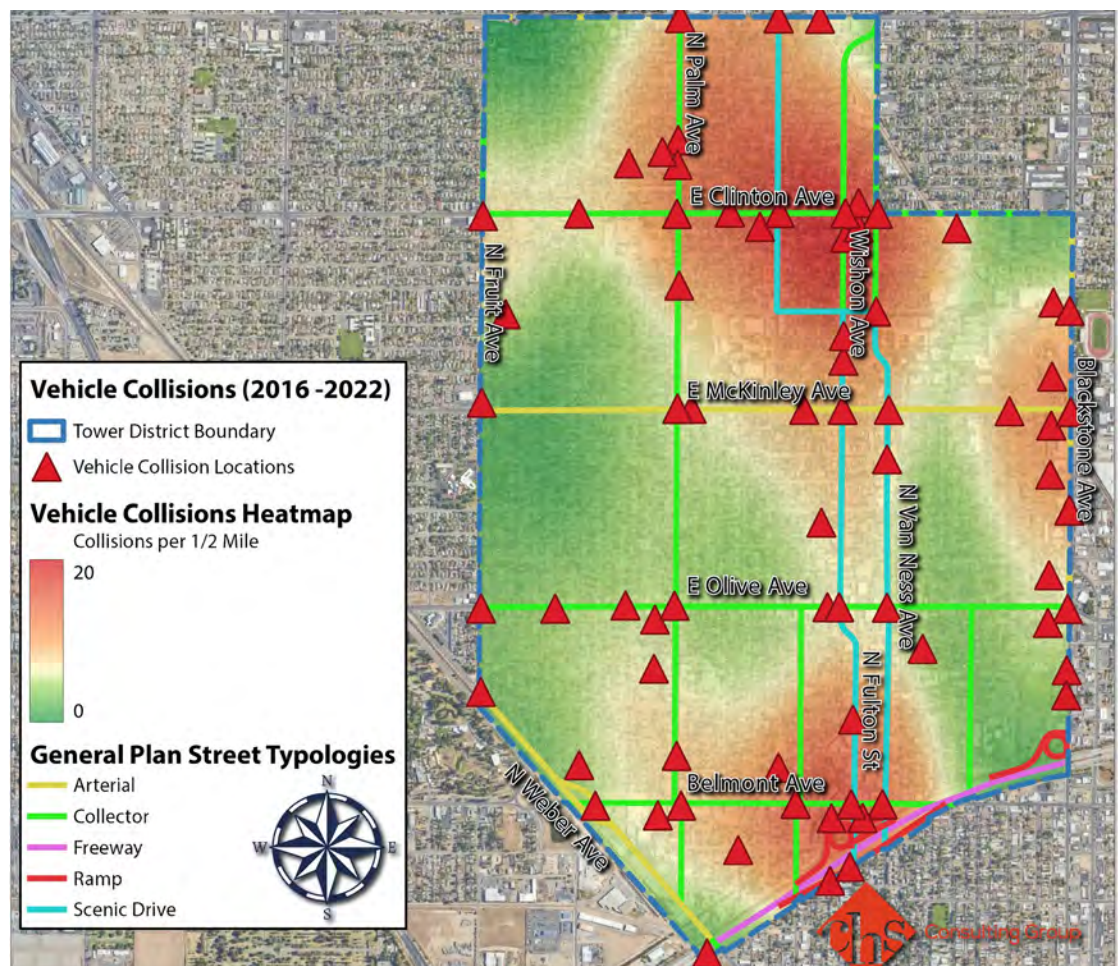 N Palm Ave
E Clinton Ave
N Fruit Ave
Wishon Ave
Blackstone Ave
E McKinley Ave
N Van Ness Ave
E Olive Ave
N Fulton St
Belmont Ave
N Weber Ave
Vehicle Collisions (2016 -2022)
Tower District Boundary
Vehicle Collision Locations
Vehicle Collisions Heatmap
Collisions per 1/2 Mile
20
0
General Plan Street Typologies
Arterial
Collector
Freeway
Ramp
Scenic Drive
N
W
E
S
chs Consulting Group